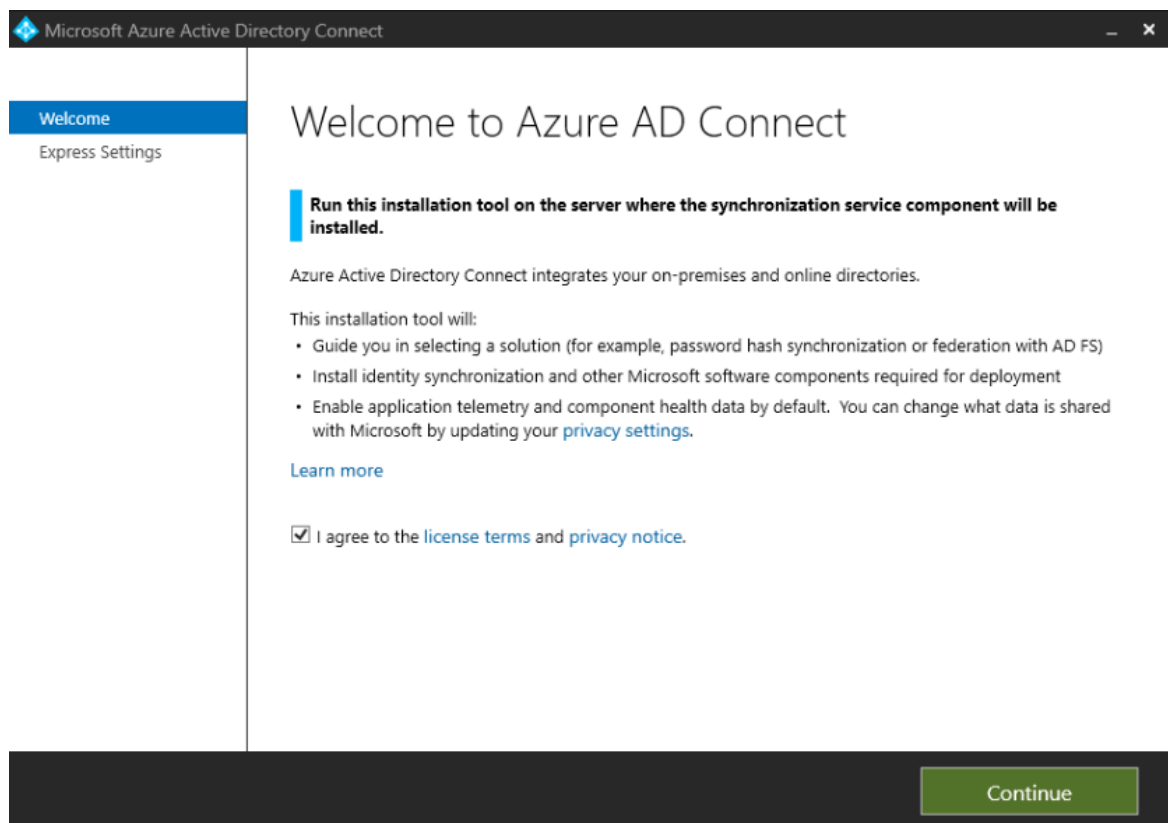 Microsoft Azure Active Directory Connect
Welcome
Express Settings
Welcome to Azure AD Connect
Run this installation tool on the server where the synchronization service component will be
installed.
Azure Active Directory Connect integrates your on-premises and online directories.
This installation tool will:
• Guide you in selecting a solution (for example, password hash synchronization or federation with AD FS)
• Install identity synchronization and other Microsoft software components required for deployment
• Enable application telemetry and component health data by default.  You can change what data is shared
with Microsoft by updating your privacy settings.
Learn more
I agree to the license terms and privacy notice.
Continue